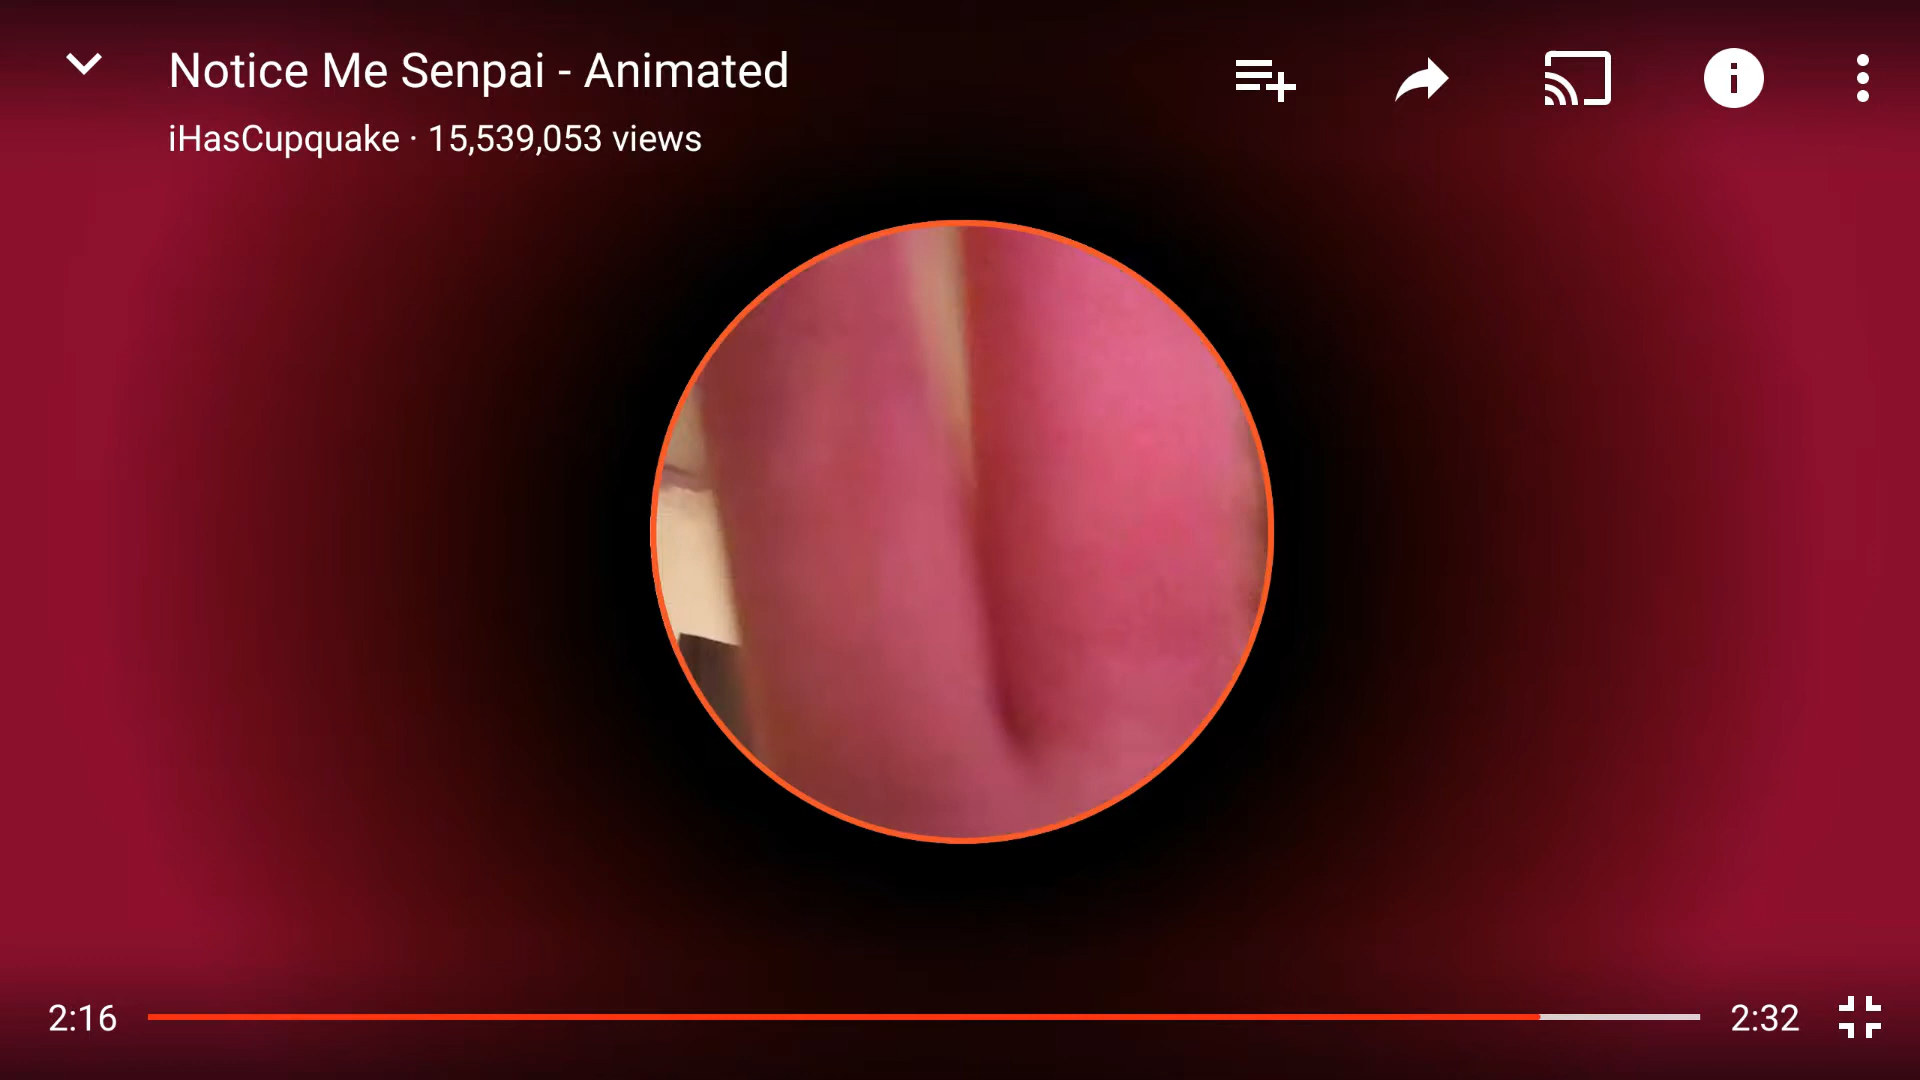 Notice Me Senpai - Animated
iHasCupquake · 15,539,053 views
2:16
2:32